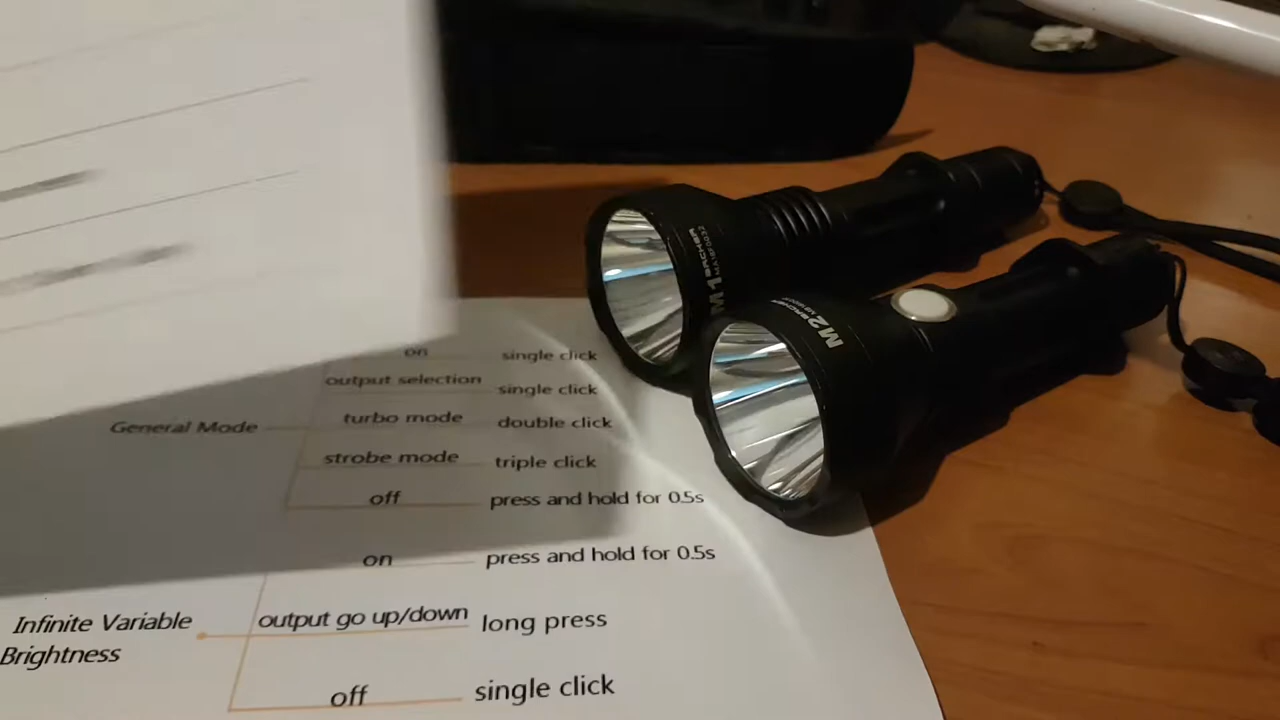 M1 ARCHER
M2 ARCHER
on single click
output selection single click
General Mode turbo mode double click
strobe mode triple click
off press and hold for 0.5s
on press and hold for 0.5s
Infinite Variable
Brightness
output go up/down long press
off single click